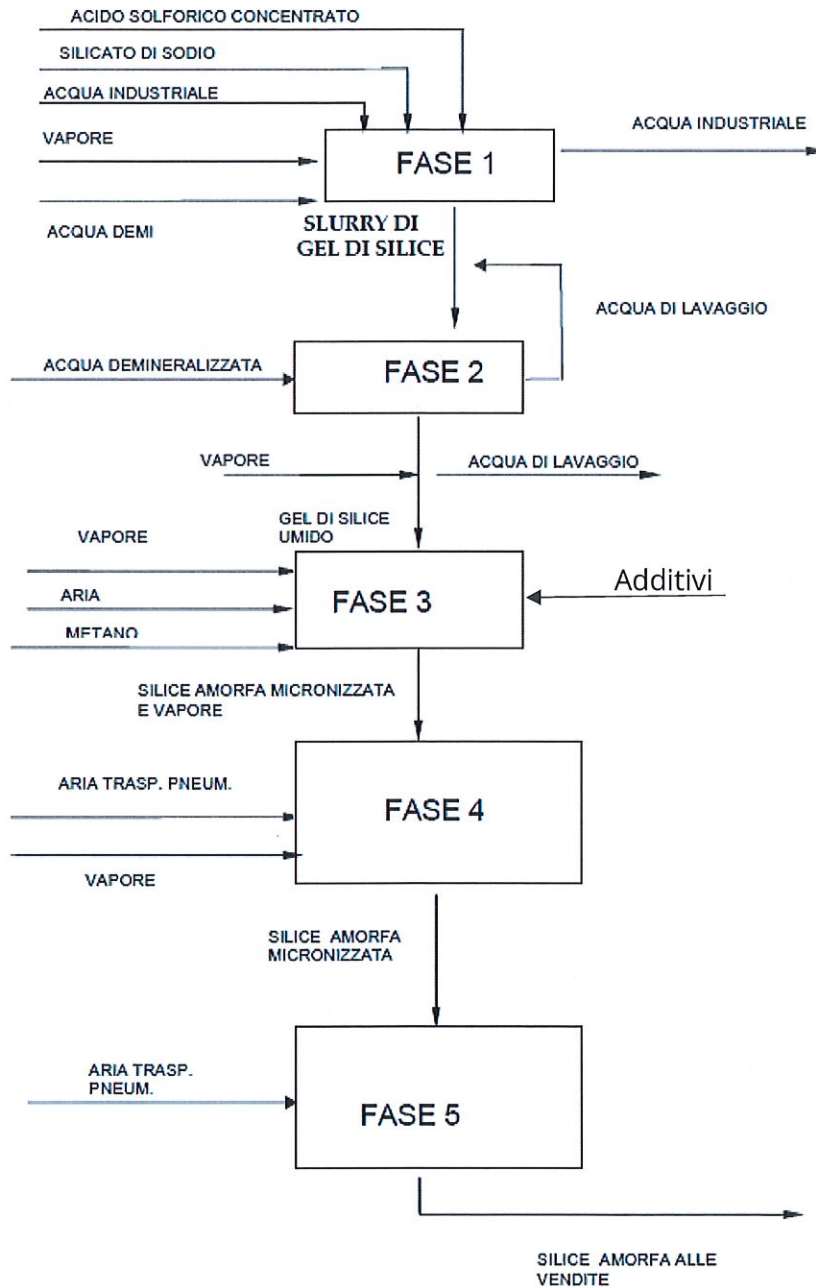 ACIDO SOLFORICO CONCENTRATO
SILICATO DI SODIO
ACQUA INDUSTRIALE
VAPORE
ACQUA DEMI
FASE 1
ACQUA INDUSTRIALE
SLURRY DI
GEL DI SILICE
ACQUA DI LAVAGGIO
ACQUA DEMINERALIZZATA
FASE 2
VAPORE
ACQUA DI LAVAGGIO
GEL DI SILICE
UMIDO
VAPORE
ARIA
METANO
FASE 3
Additivi
SILICE AMORFA MICRONIZZATA
E VAPORE
ARIA TRASP. PNEUM.
VAPORE
FASE 4
SILICE AMORFA
MICRONIZZATA
ARIA TRASP.
PNEUM.
FASE 5
SILICE AMORFA ALLE
VENDITE